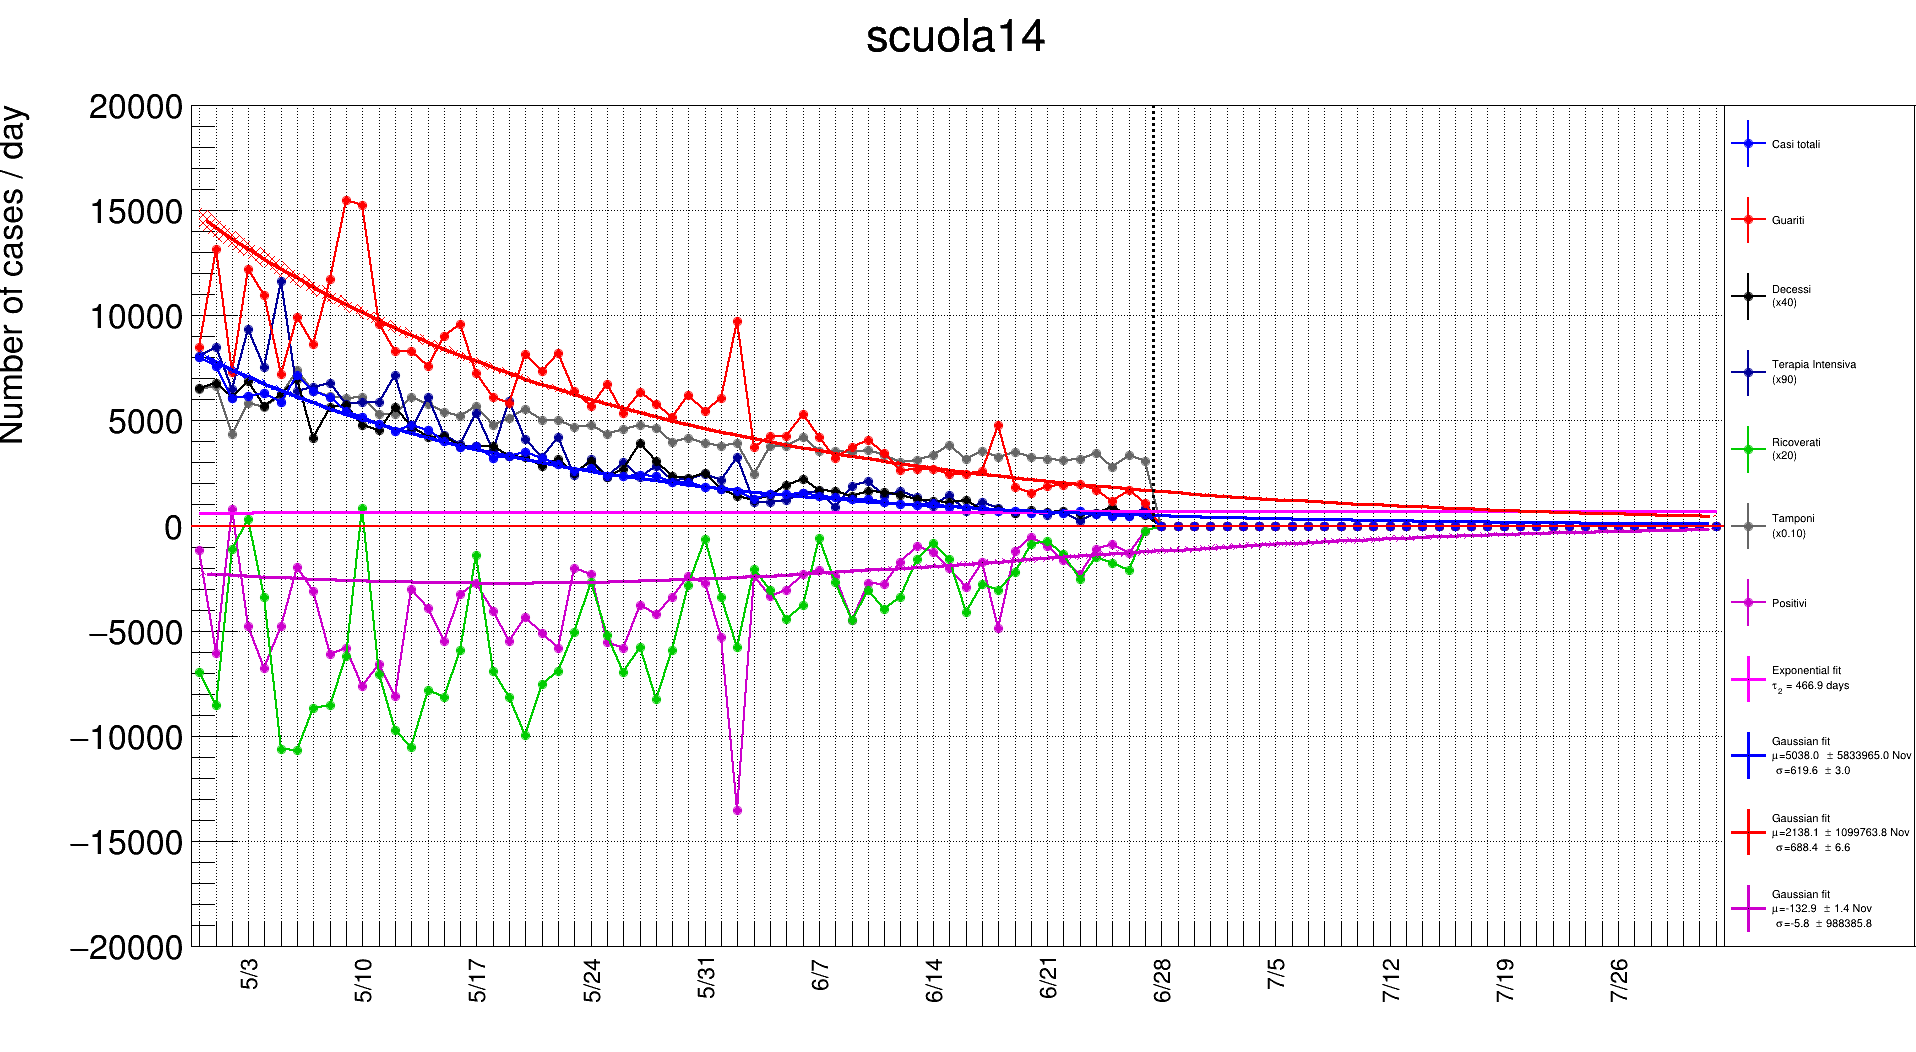 scuola14
Number of cases / day
20000
15000
10000
5000
0
−5000
−10000
−15000
−20000
5/3
5/10
5/17
5/24
5/31
6/7
6/14
6/21
6/28
7/5
7/12
7/19
7/26
Casi totali
Guariti
Decessi
(x40)
Terapia Intensiva
(x90)
Ricoverati
(x20)
Tamponi
(x0.10)
Positivi
Exponential fit
τ2 = 466.9 days
Gaussian fit
μ=5038.0 ± 5833965.0 Nov
σ=619.6 ± 3.0
Gaussian fit
μ=2138.1 ± 1099763.8 Nov
σ=688.4 ± 6.6
Gaussian fit
μ=-132.9 ± 1.4 Nov
σ=-5.8 ± 988385.8